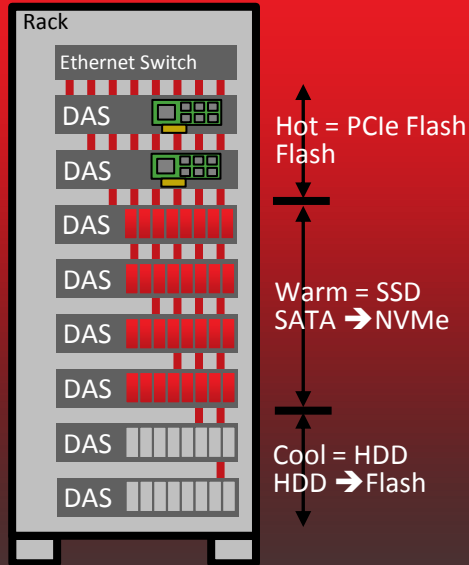 Rack
Ethernet Switch
DAS
DAS
Hot = PCIe Flash
Flash
DAS
DAS
Warm = SSD
SATA ➔NVMe
DAS
DAS
DAS
Cool = HDD
HDD ➔Flash
DAS